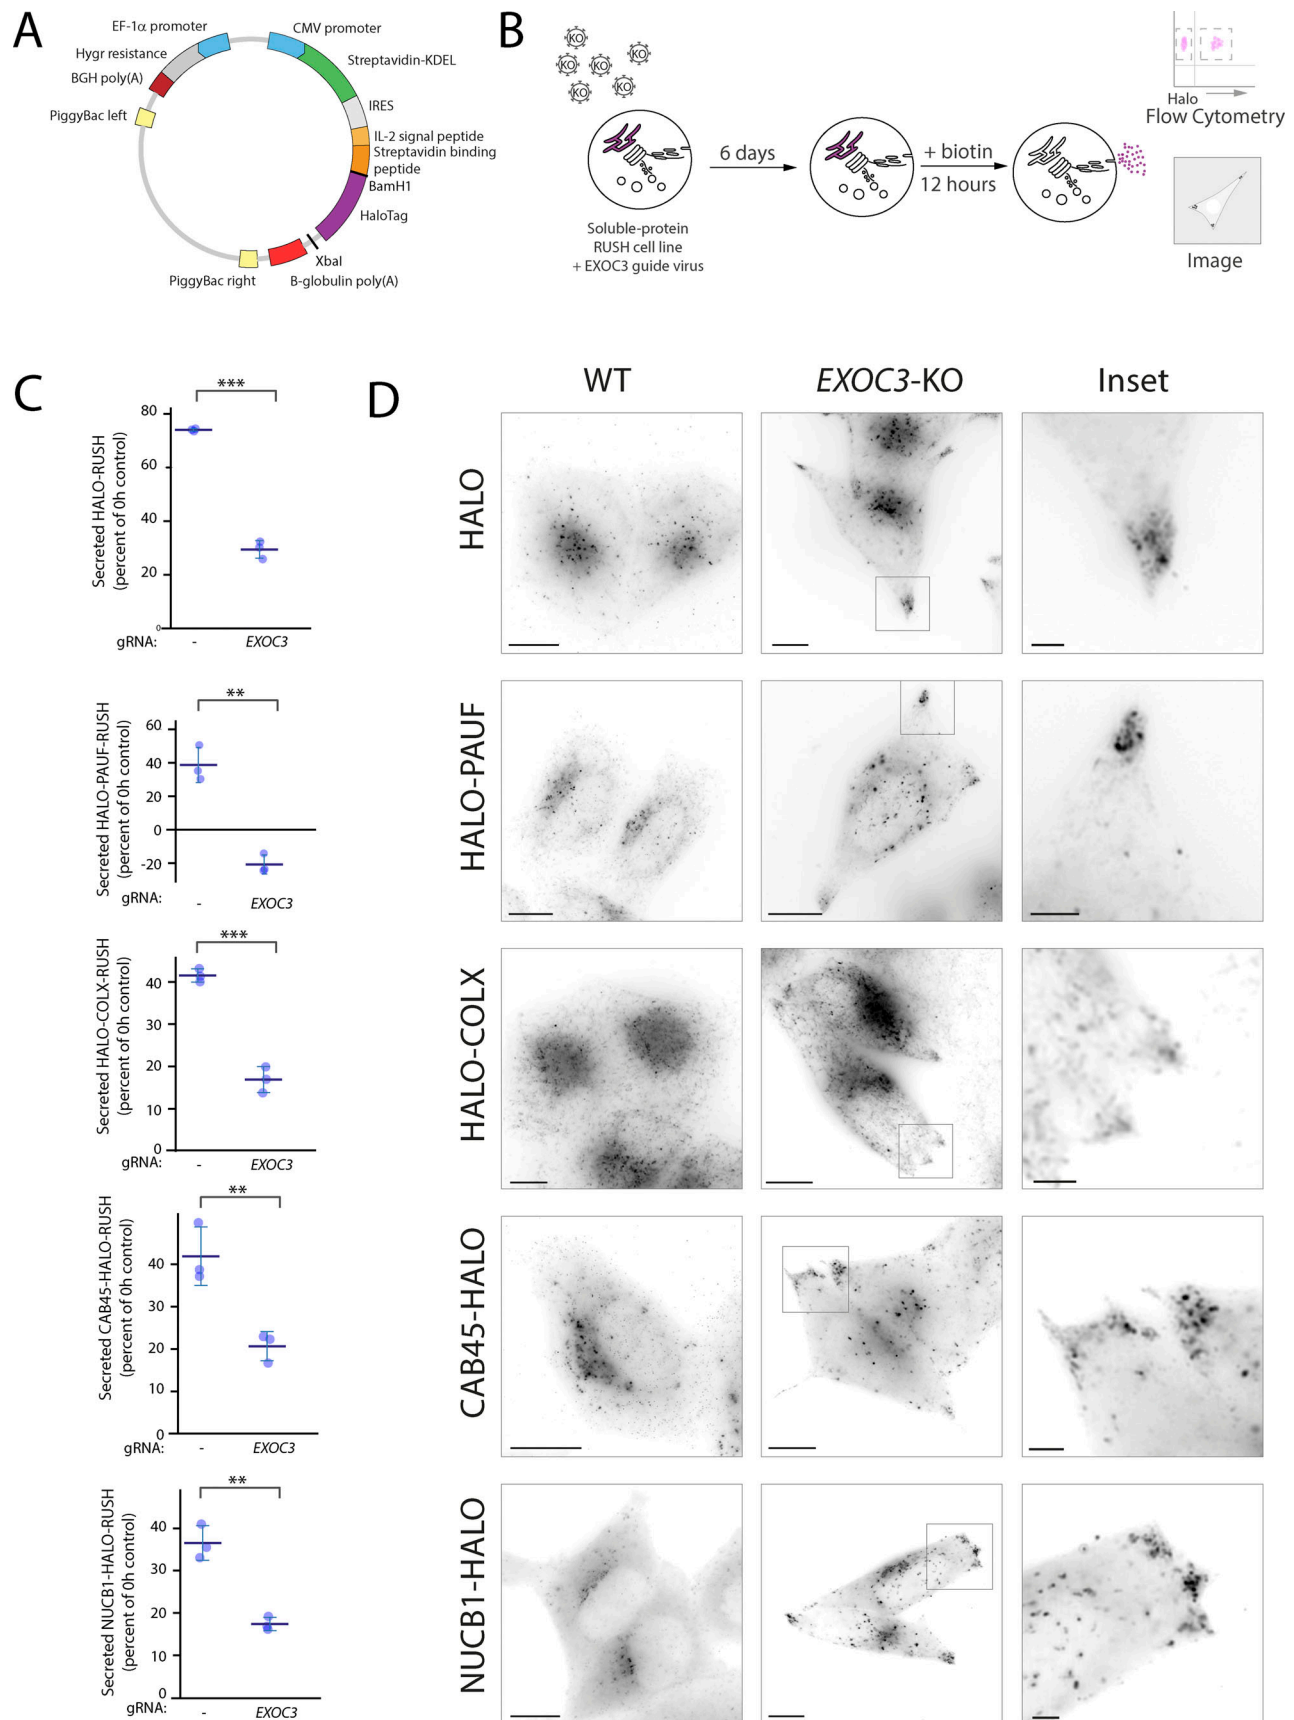 A
EF-1α promoter
CMV promoter
Hygr resistance
Streptavidin-KDEL
BGH poly(A)
IRES
PiggyBac left
IL-2 signal peptide
Streptavidin binding
peptide
BamH1
HaloTag
XbaI
PiggyBac right
B-globulin poly(A)
B
KO
KO
KO
KO
KO
KO
6 days
+ biotin
12 hours
Soluble-protein
RUSH cell line
+ EXOC3 guide virus
Halo
Flow Cytometry
Image
C
***
Secreted HALO-RUSH
(percent of 0h control)
80
60
40
20
0
gRNA:
-
EXOC3
**
Secreted HALO-PAUF-RUSH
(percent of 0h control)
60
40
20
0
-20
gRNA:
-
EXOC3
***
Secreted HALO-COLX-RUSH
(percent of 0h control)
40
30
20
10
0
gRNA:
-
EXOC3
**
Secreted CAB45-HALO-RUSH
(percent of 0h control)
40
30
20
10
0
gRNA:
-
EXOC3
**
Secreted NUCB1-HALO-RUSH
(percent of 0h control)
40
30
20
10
0
gRNA:
-
EXOC3
D
WT
EXOC3-KO
Inset
HALO
HALO-PAUF
HALO-COLX
CAB45-HALO
NUCB1-HALO